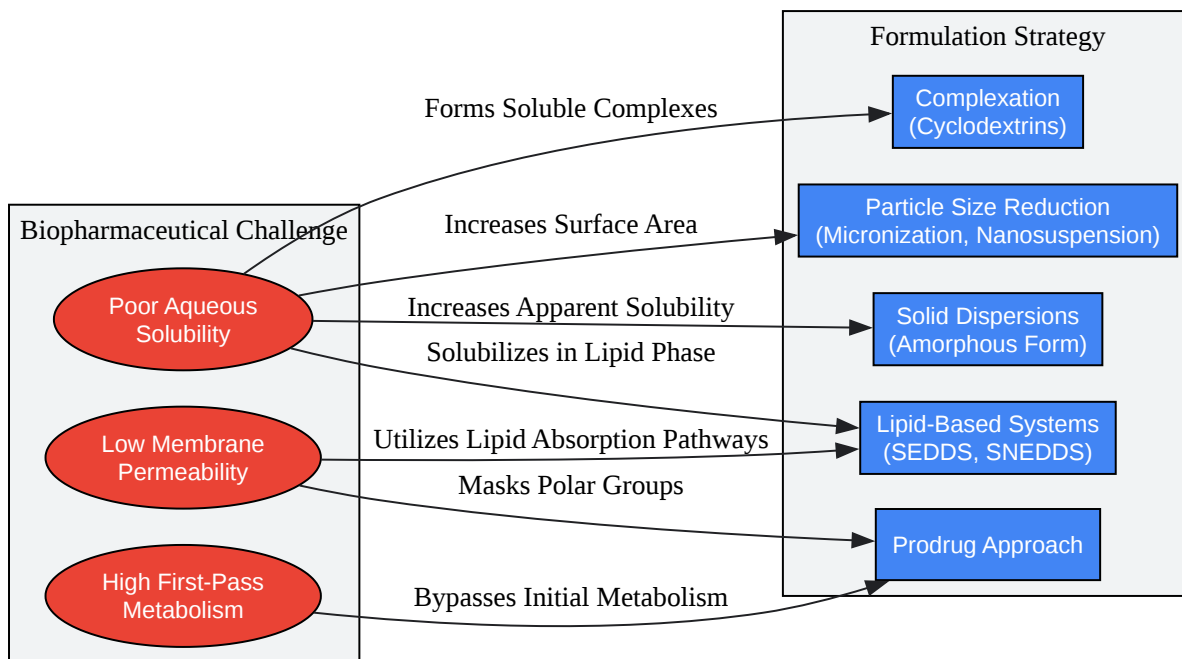 Formulation Strategy
Complexation
(Cyclodextrins)
Forms Soluble Complexes
Particle Size Reduction
(Micronization, Nanosuspension)
Biopharmaceutical Challenge
Increases Surface Area
Poor Aqueous
Solubility
Increases Apparent Solubility
Solid Dispersions
(Amorphous Form)
Solubilizes in Lipid Phase
Low Membrane
Permeability
Utilizes Lipid Absorption Pathways
Lipid-Based Systems
(SEDDS, SNEDDS)
Masks Polar Groups
Prodrug Approach
High First-Pass
Metabolism
Bypasses Initial Metabolism